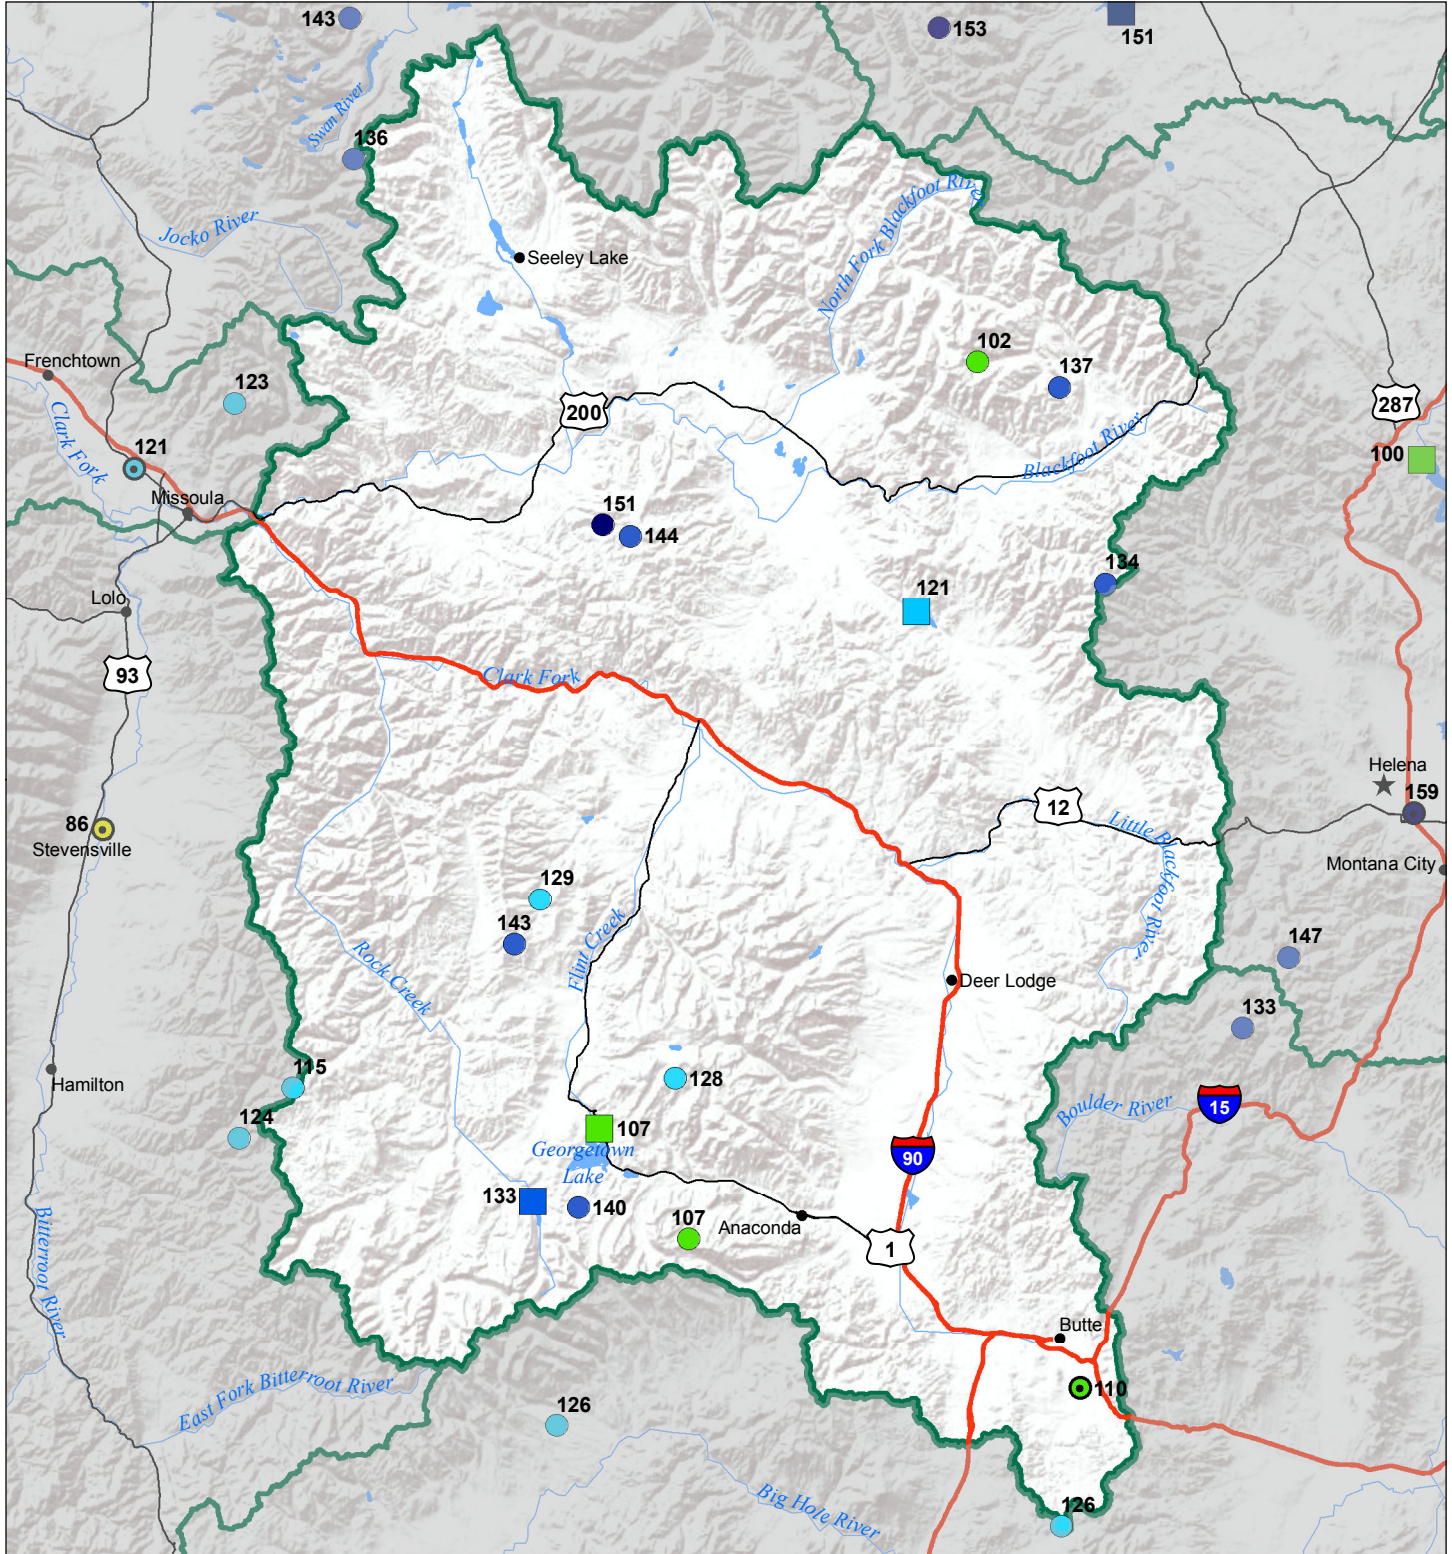 143
153
151
Swan River
136
North Fork Blackfoot River
Jocko River
Seeley Lake
102
Frenchtown
137
123
287
200
Clark Fork
121
Blackfoot River
100
Missoula
151
144
134
121
Lolo
93
Clark Fork
Helena
159
12
Little Blackfoot River
86
Stevensville
Montana City
129
143
Flint Creek
147
Rock Creek
Deer Lodge
133
115
Hamilton
128
15
Boulder River
124
107
Georgetown
Lake
90
133
140
107
Anaconda
1
Bitterroot River
Butte
East Fork Bitterroot River
110
126
Big Hole River
126